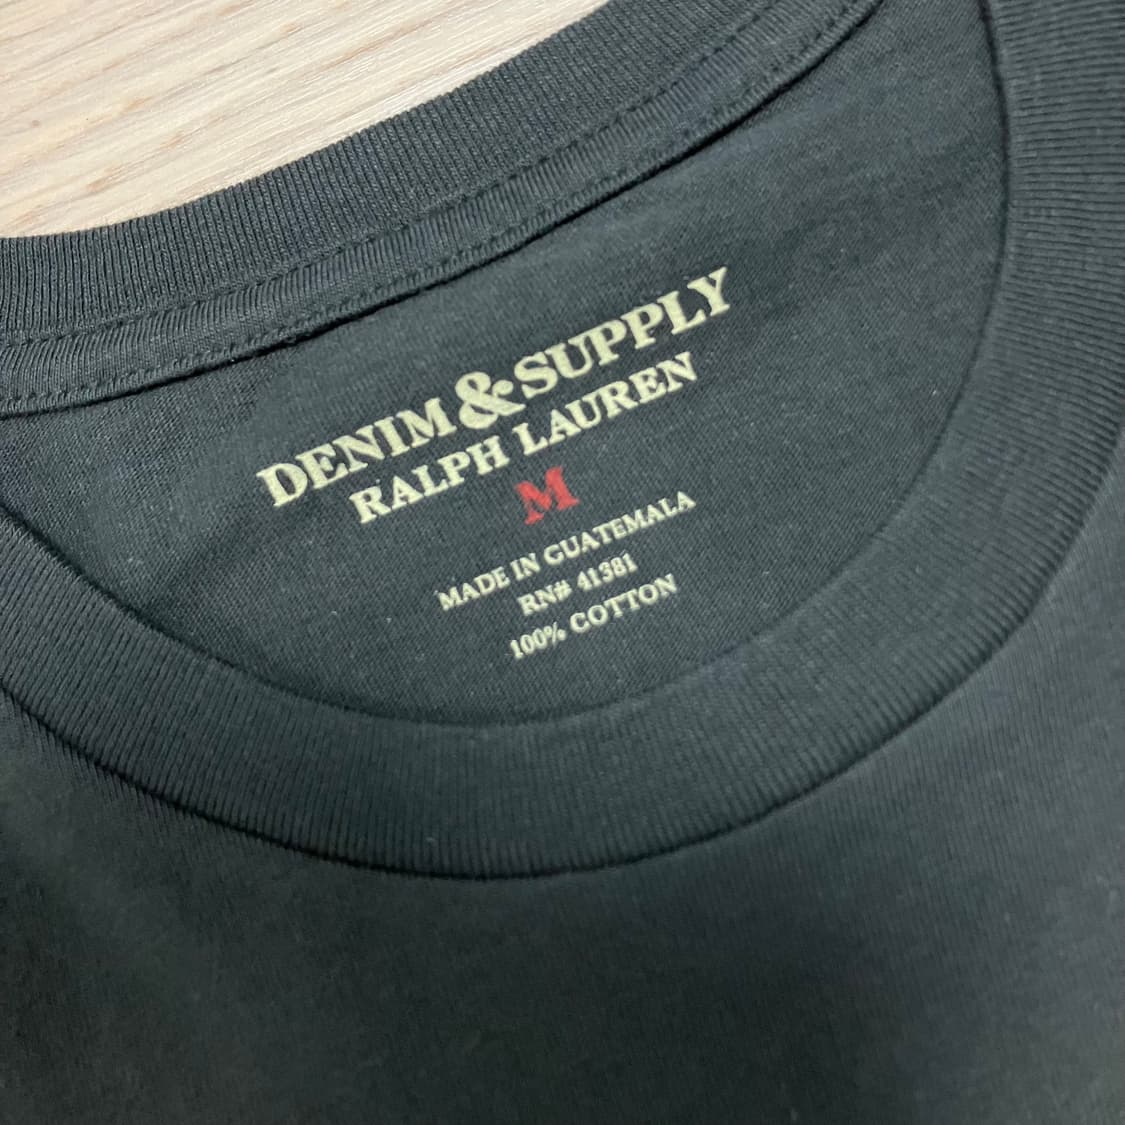 DENIM & SUPPLY
RALPH LAUREN
M
MADE IN GUATEMALA
RN# 41381
100% COTTON